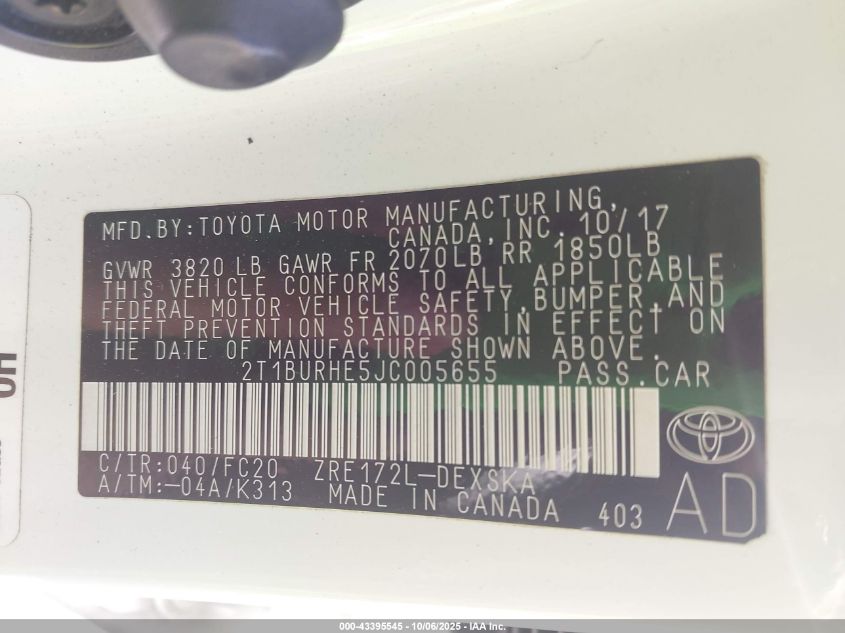 MFD.BY:TOYOTA MOTOR MANUFACTURING,
CANADA,INC. 10/17
GVWR 3820 LB GAWR FR 2070LB RR 1850LB
THIS VEHICLE CONFORMS TO ALL APPLICABLE
FEDERAL MOTOR VEHICLE SAFETY,BUMPER,AND
THEFT PREVENTION STANDARDS IN EFFECT ON
THE DATE OF MANUFACTURE SHOWN ABOVE.
2T1BURHE5JC005655 PASS.CAR
C/TR:040/FC20 ZRE172L-DEXSKA
A/TM:-04A/K313 MADE IN CANADA 403 AD
000-43395545 - 10/06/2025 - IAA Inc.